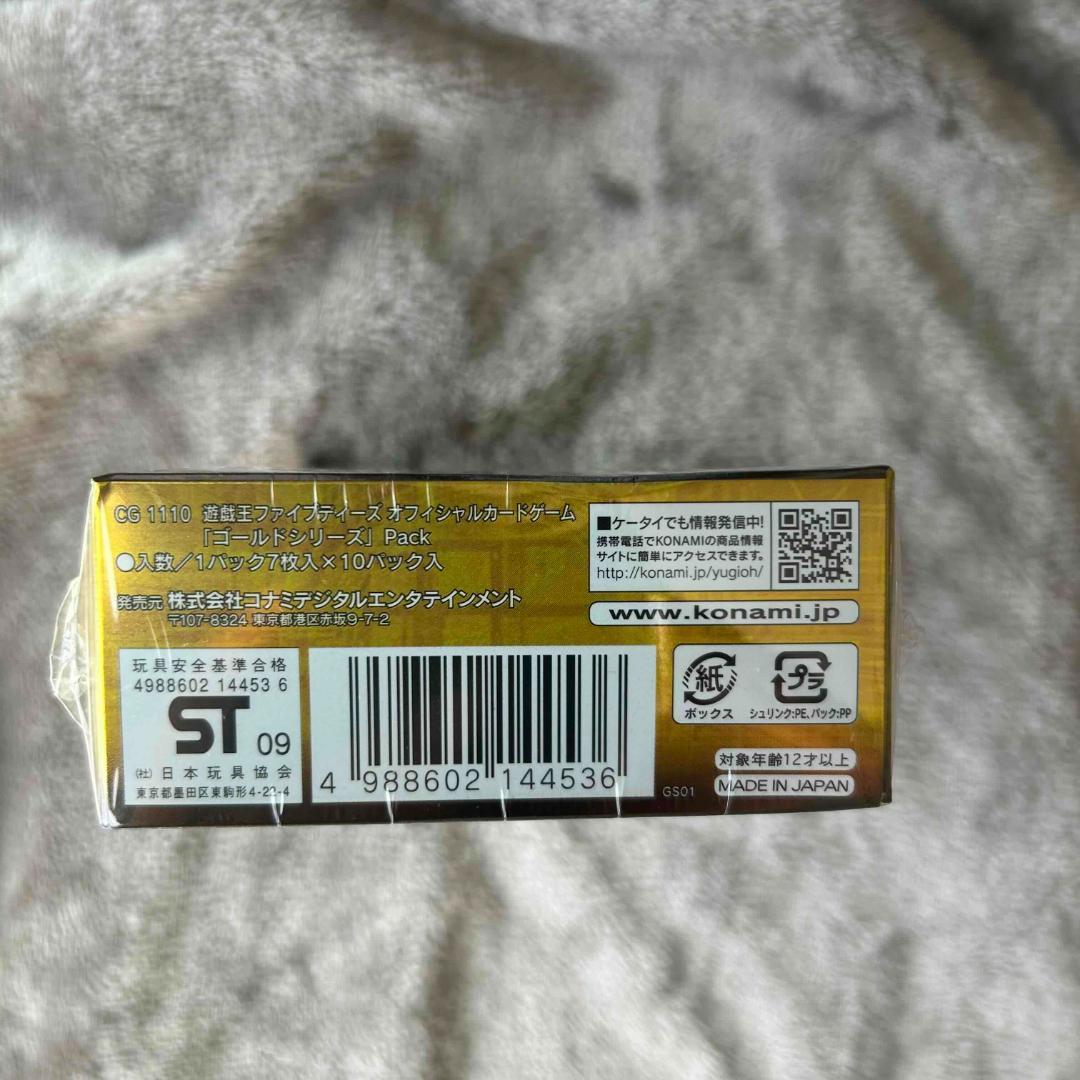 CG 1110 遊戯王ファイブディーズ オフィシャルカードゲーム
「ゴールドシリーズ」Pack
●入数／1パック7枚入×10パック入
発売元 株式会社コナミデジタルエンタテインメント
〒107-8324 東京都港区赤坂9-7-2
■ケータイでも情報発信中!
携帯電話でKONAMIの商品情報
サイトに簡単にアクセスできます。
http://konami.jp/yugioh/
www.konami.jp
玩具安全基準合格
4988602 14453 6
ST 09
(社)日本玩具協会
東京都墨田区東駒形4-22-4
4 988602 144536
GS01
紙
ボックス
プラ
シュリンク:PE、パック:PP
対象年齢12才以上
MADE IN JAPAN